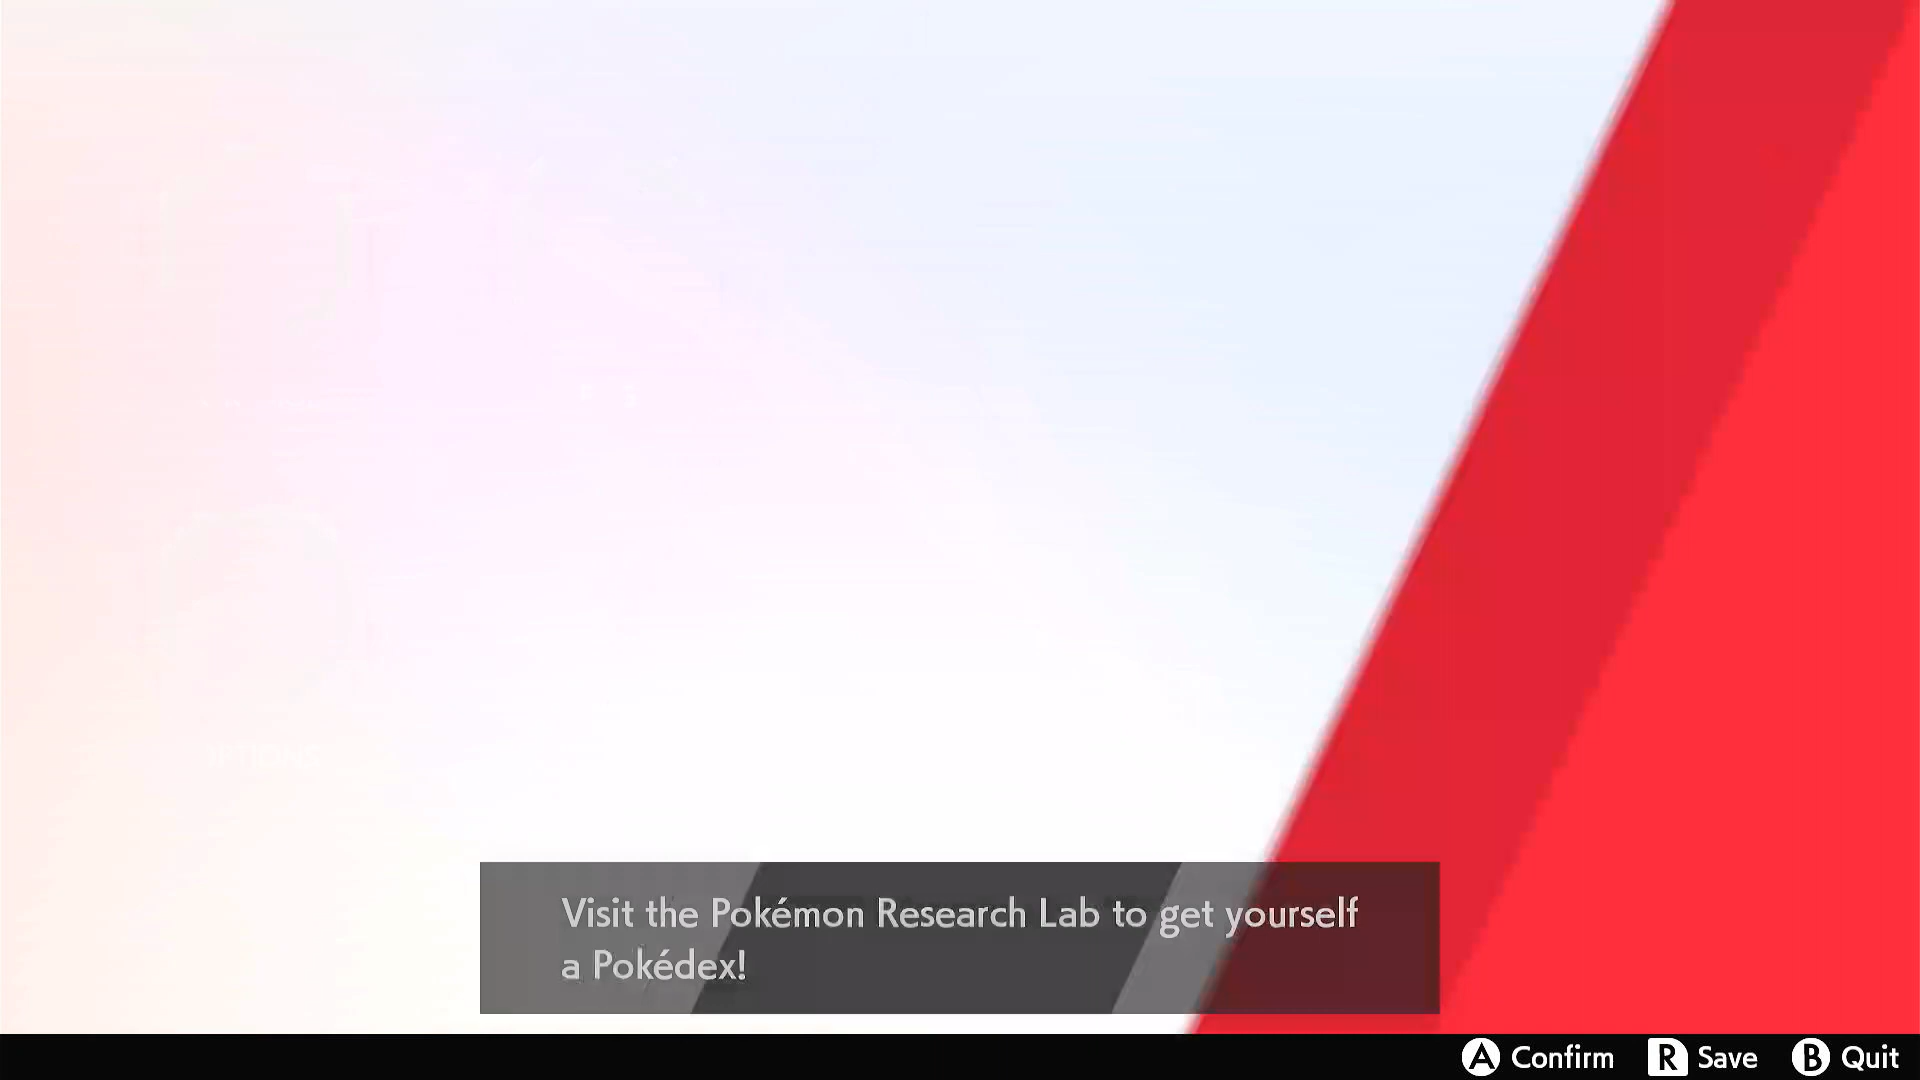 Visit the Pokémon Research Lab to get yourself
a Pokédex!
A Confirm R Save B Quit